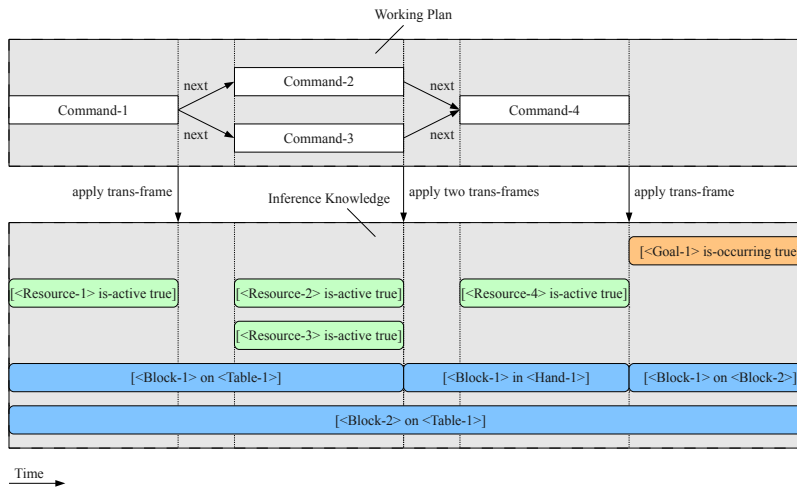 Working Plan
next
Command-2
next
Command-1
Command-4
next
Command-3
next
apply trans-frame
apply two trans-frames
apply trans-frame
Inference Knowledge
[<Goal-1> is-occurring true]
[<Resource-1> is-active true]
[<Resource-2> is-active true]
[<Resource-4> is-active true]
[<Resource-3> is-active true]
[<Block-1> on <Table-1>]
[<Block-1> in <Hand-1>]
[<Block-1> on <Block-2>]
[<Block-2> on <Table-1>]
Time